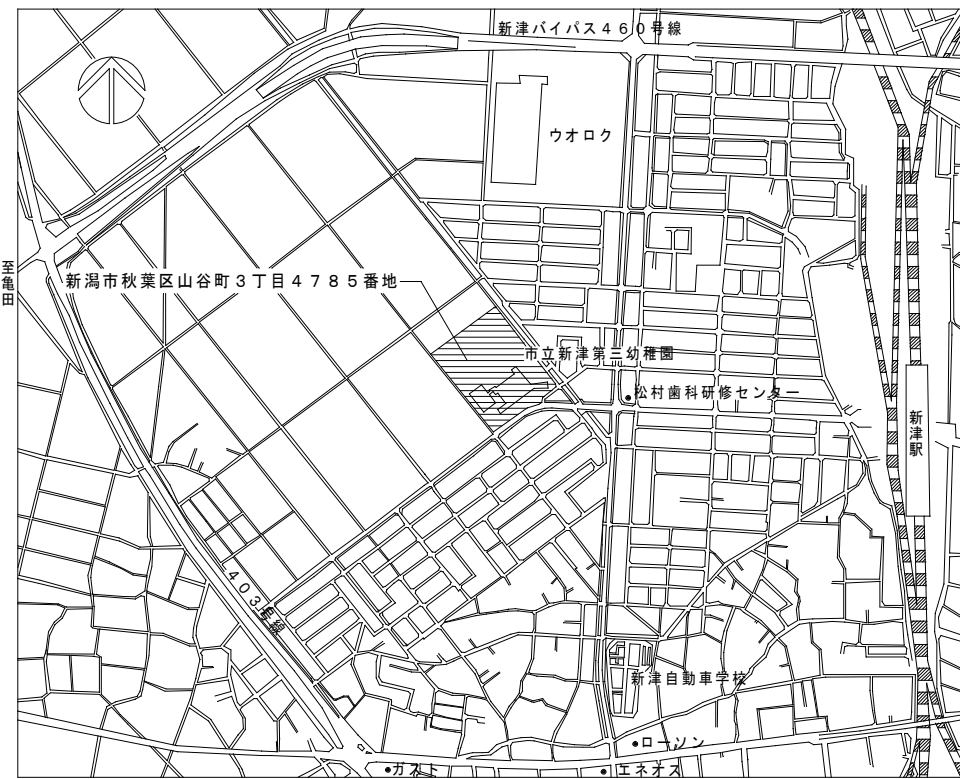 新津バイパス４６０号線
ウオロク
至亀田
新潟市秋葉区山谷町３丁目４７８５番地
市立新津第三幼稚園
松村歯科研修センター
新津駅
４０３号線
新津自動車学校
ローソン
ガスト
エネオス